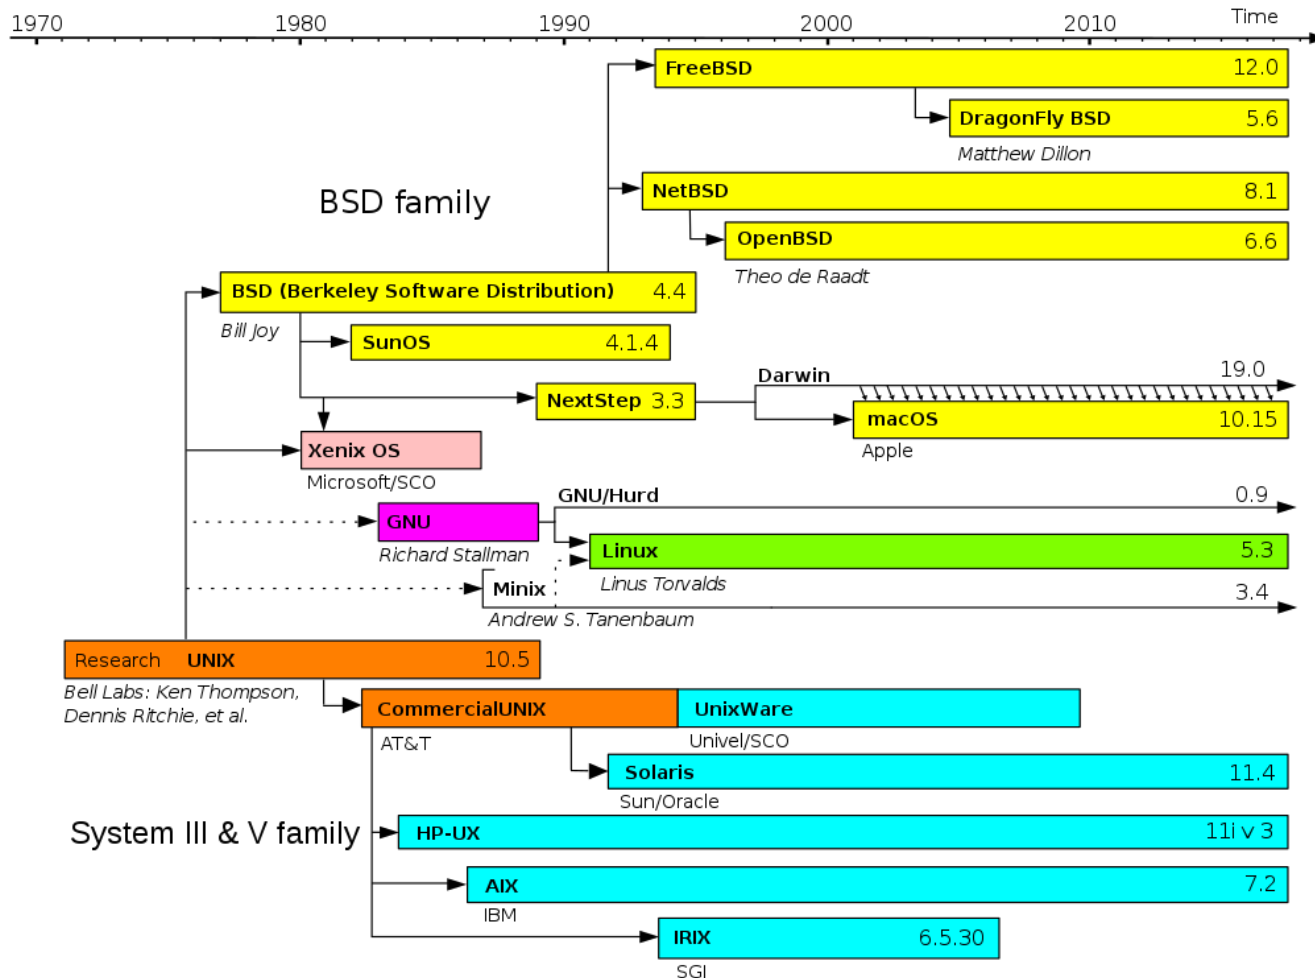 1970 1980 1990 2000 2010 Time
FreeBSD 12.0
DragonFly BSD 5.6
Matthew Dillon
BSD family
NetBSD 8.1
OpenBSD 6.6
Theo de Raadt
BSD (Berkeley Software Distribution) 4.4
Bill Joy
SunOS 4.1.4
Darwin 19.0
NextStep 3.3
macOS 10.15
Apple
Xenix OS
Microsoft/SCO
GNU/Hurd 0.9
GNU
Richard Stallman
Linux 5.3
Linus Torvalds
Minix 3.4
Andrew S. Tanenbaum
Research UNIX 10.5
Bell Labs: Ken Thompson,
Dennis Ritchie, et al.
CommercialUNIX UnixWare
AT&T Univel/SCO
Solaris 11.4
Sun/Oracle
System III & V family
HP-UX 11i v 3
AIX 7.2
IBM
IRIX 6.5.30
SGI